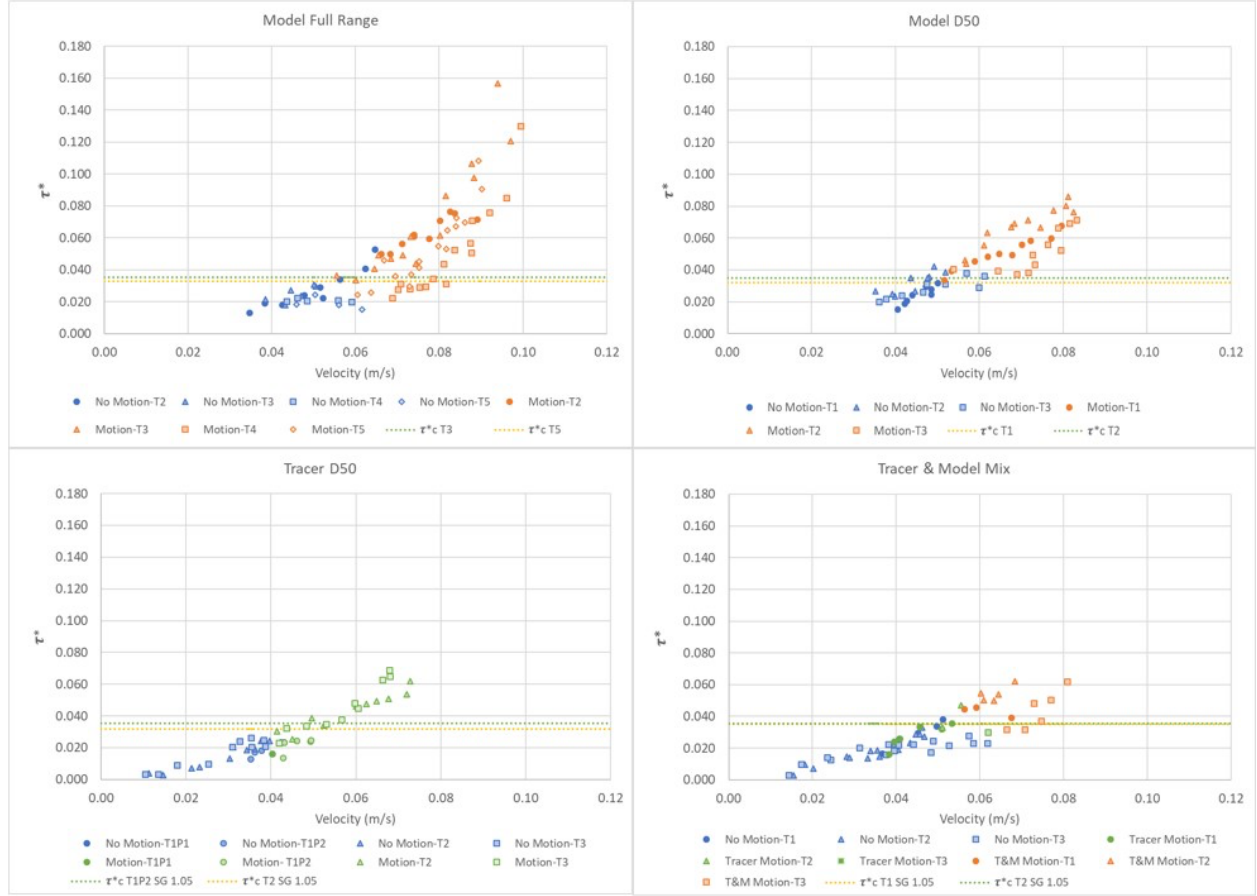 Model Full Range
0.180
0.160
0.140
0.120
0.100
0.080
0.060
0.040
0.020
0.000
τ*
0.00 0.02 0.04 0.06 0.08 0.10 0.12
Velocity (m/s)
No Motion-T2 No Motion-T3 No Motion-T4 No Motion-T5 Motion-T2
Motion-T3 Motion-T4 Motion-T5 τ*c T3 τ*c T5
Model D50
0.180
0.160
0.140
0.120
0.100
0.080
0.060
0.040
0.020
0.000
τ*
0.00 0.02 0.04 0.06 0.08 0.10 0.12
Velocity (m/s)
No Motion-T1 No Motion-T2 No Motion-T3 Motion-T1
Motion-T2 Motion-T3 τ*c T1 τ*c T2
Tracer D50
0.180
0.160
0.140
0.120
0.100
0.080
0.060
0.040
0.020
0.000
τ*
0.00 0.02 0.04 0.06 0.08 0.10 0.12
Velocity (m/s)
No Motion-T1P1 No Motion-T1P2 No Motion-T2 No Motion-T3
Motion-T1P1 Motion- T1P2 Motion-T2 Motion-T3
τ*c T1P2 SG 1.05 τ*c T2 SG 1.05
Tracer & Model Mix
0.180
0.160
0.140
0.120
0.100
0.080
0.060
0.040
0.020
0.000
τ*
0.00 0.02 0.04 0.06 0.08 0.10 0.12
Velocity (m/s)
No Motion-T1 No Motion-T2 No Motion-T3 Tracer Motion-T1
Tracer Motion-T2 Tracer Motion-T3 T&M Motion-T1 T&M Motion-T2
T&M Motion-T3 τ*c T1 SG 1.05 τ*c T2 SG 1.05